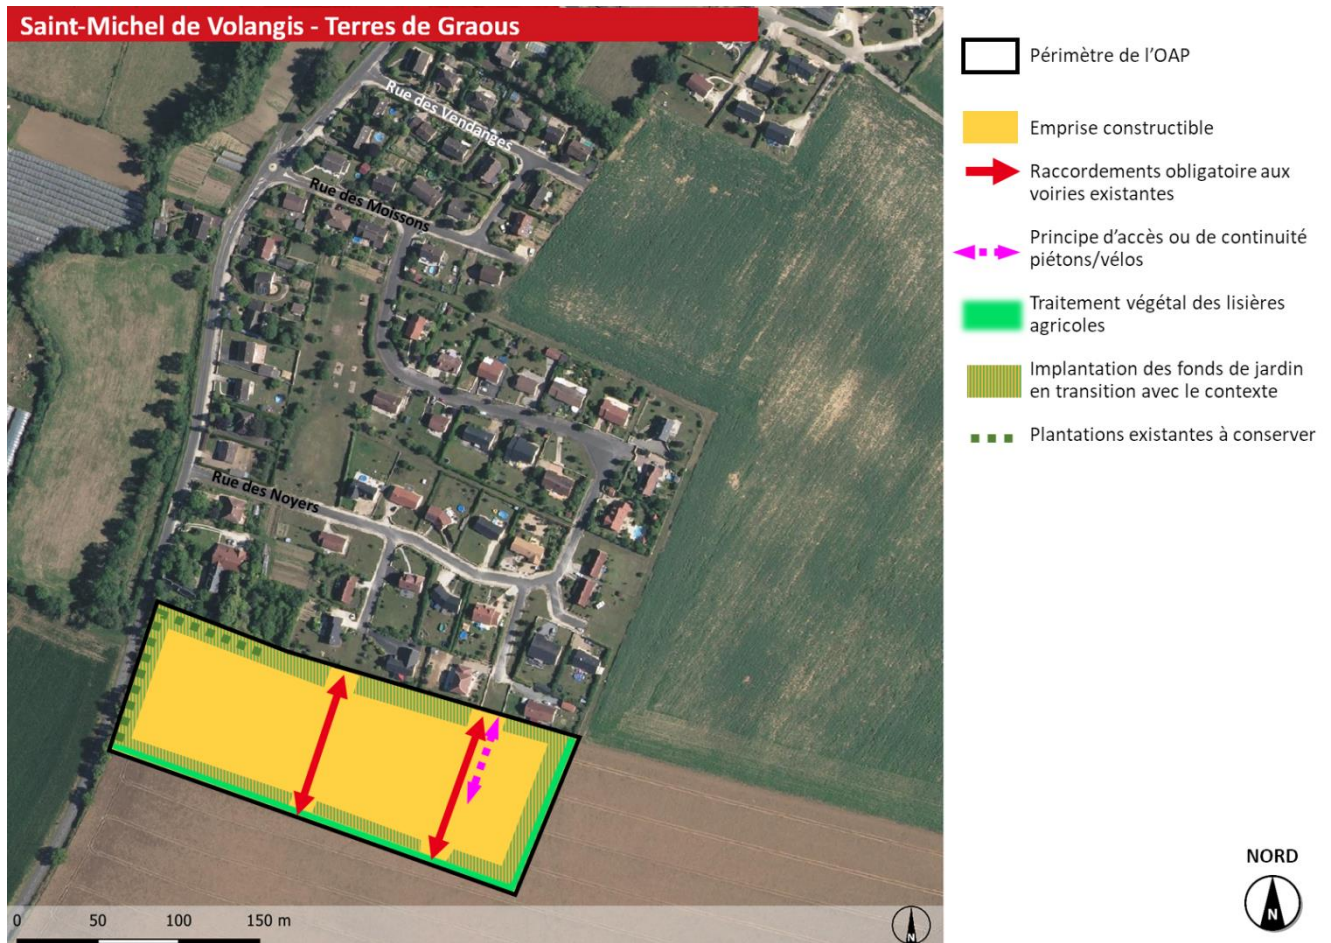 Saint-Michel de Volangis - Terres de Graous
Rue des Vendanges
Rue des Moissons
Rue des Noyers
0 50 100 150 m
N
Périmètre de l'OAP
Emprise constructible
Raccordements obligatoire aux
voiries existantes
Principe d'accès ou de continuité
piétons/vélos
Traitement végétal des lisières
agricoles
Implantation des fonds de jardin
en transition avec le contexte
Plantations existantes à conserver
NORD
N